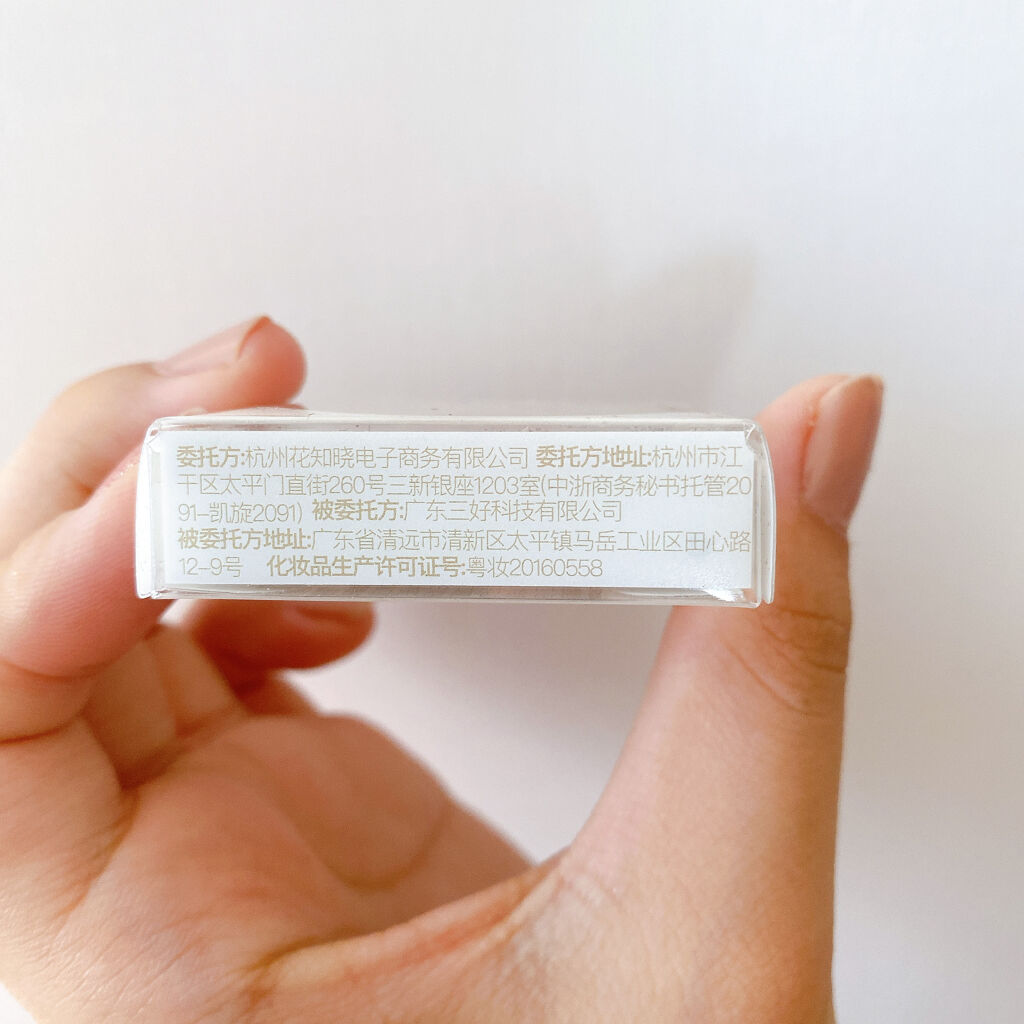 委托方:杭州花知晓电子商务有限公司 委托方地址:杭州市江
干区太平门直街260号三新银座1203室(中浙商务秘书托管20
91-凯旋2091) 被委托方:广东三好科技有限公司
被委托方地址:广东省清远市清新区太平镇马岳工业区田心路
12-9号 化妆品生产许可证号:粤妆20160558